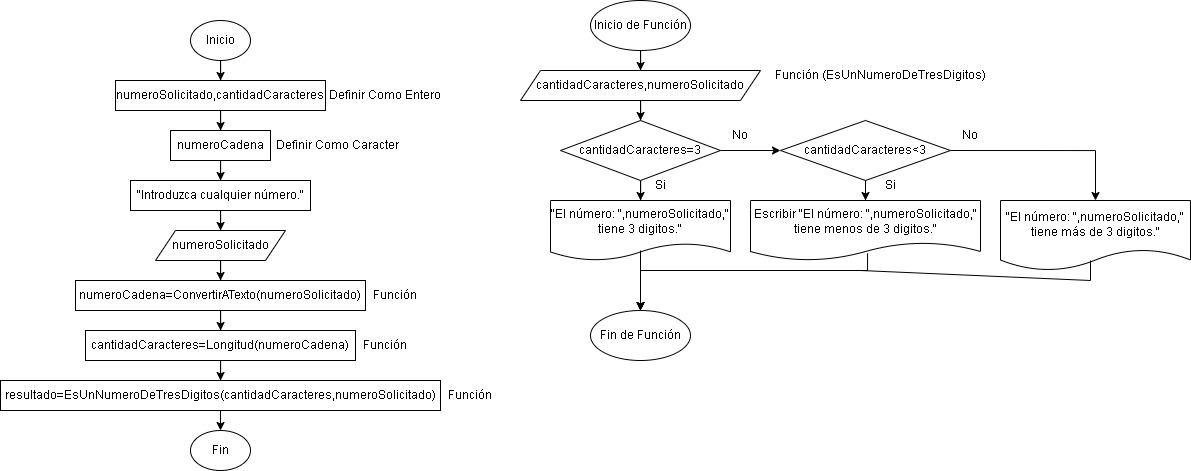 Inicio
numeroSolicitado,cantidadCaracteres Definir Como Entero
numeroCadena Definir Como Caracter
"Introduzca cualquier número."
numeroSolicitado
numeroCadena=ConvertirATexto(numeroSolicitado) Función
cantidadCaracteres=Longitud(numeroCadena) Función
resultado=EsUnNumeroDeTresDigitos(cantidadCaracteres,numeroSolicitado) Función
Fin
Inicio de Función
cantidadCaracteres,numeroSolicitado
Función (EsUnNumeroDeTresDigitos)
cantidadCaracteres=3
No
cantidadCaracteres<3
No
Si
Si
"El número: ",numeroSolicitado,"
tiene 3 digitos."
Escribir "El número: ",numeroSolicitado,"
tiene menos de 3 digitos."
"El número: ",numeroSolicitado,"
tiene más de 3 digitos."
Fin de Función